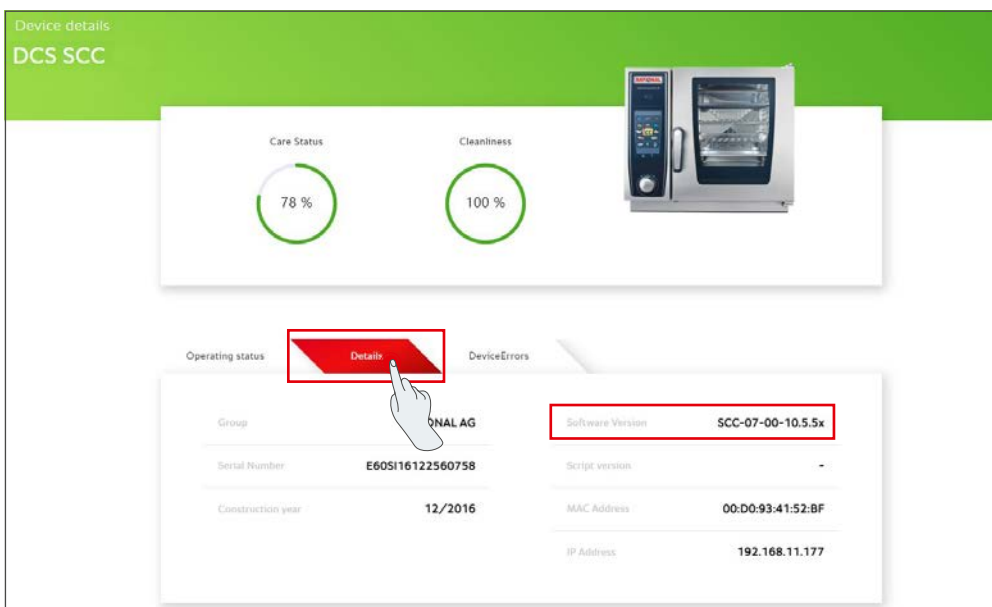 Device details
DCS SCC
RATIONAL
Care Status
Cleanliness
78 %
100 %
Operating status
Details
DeviceErrors
Group
ONAL AG
Software Version
SCC-07-00-10.5.5x
Serial Number
E60SI16122560758
Script version
-
Construction year
12/2016
MAC Address
00:D0:93:41:52:BF
IP Address
192.168.11.177